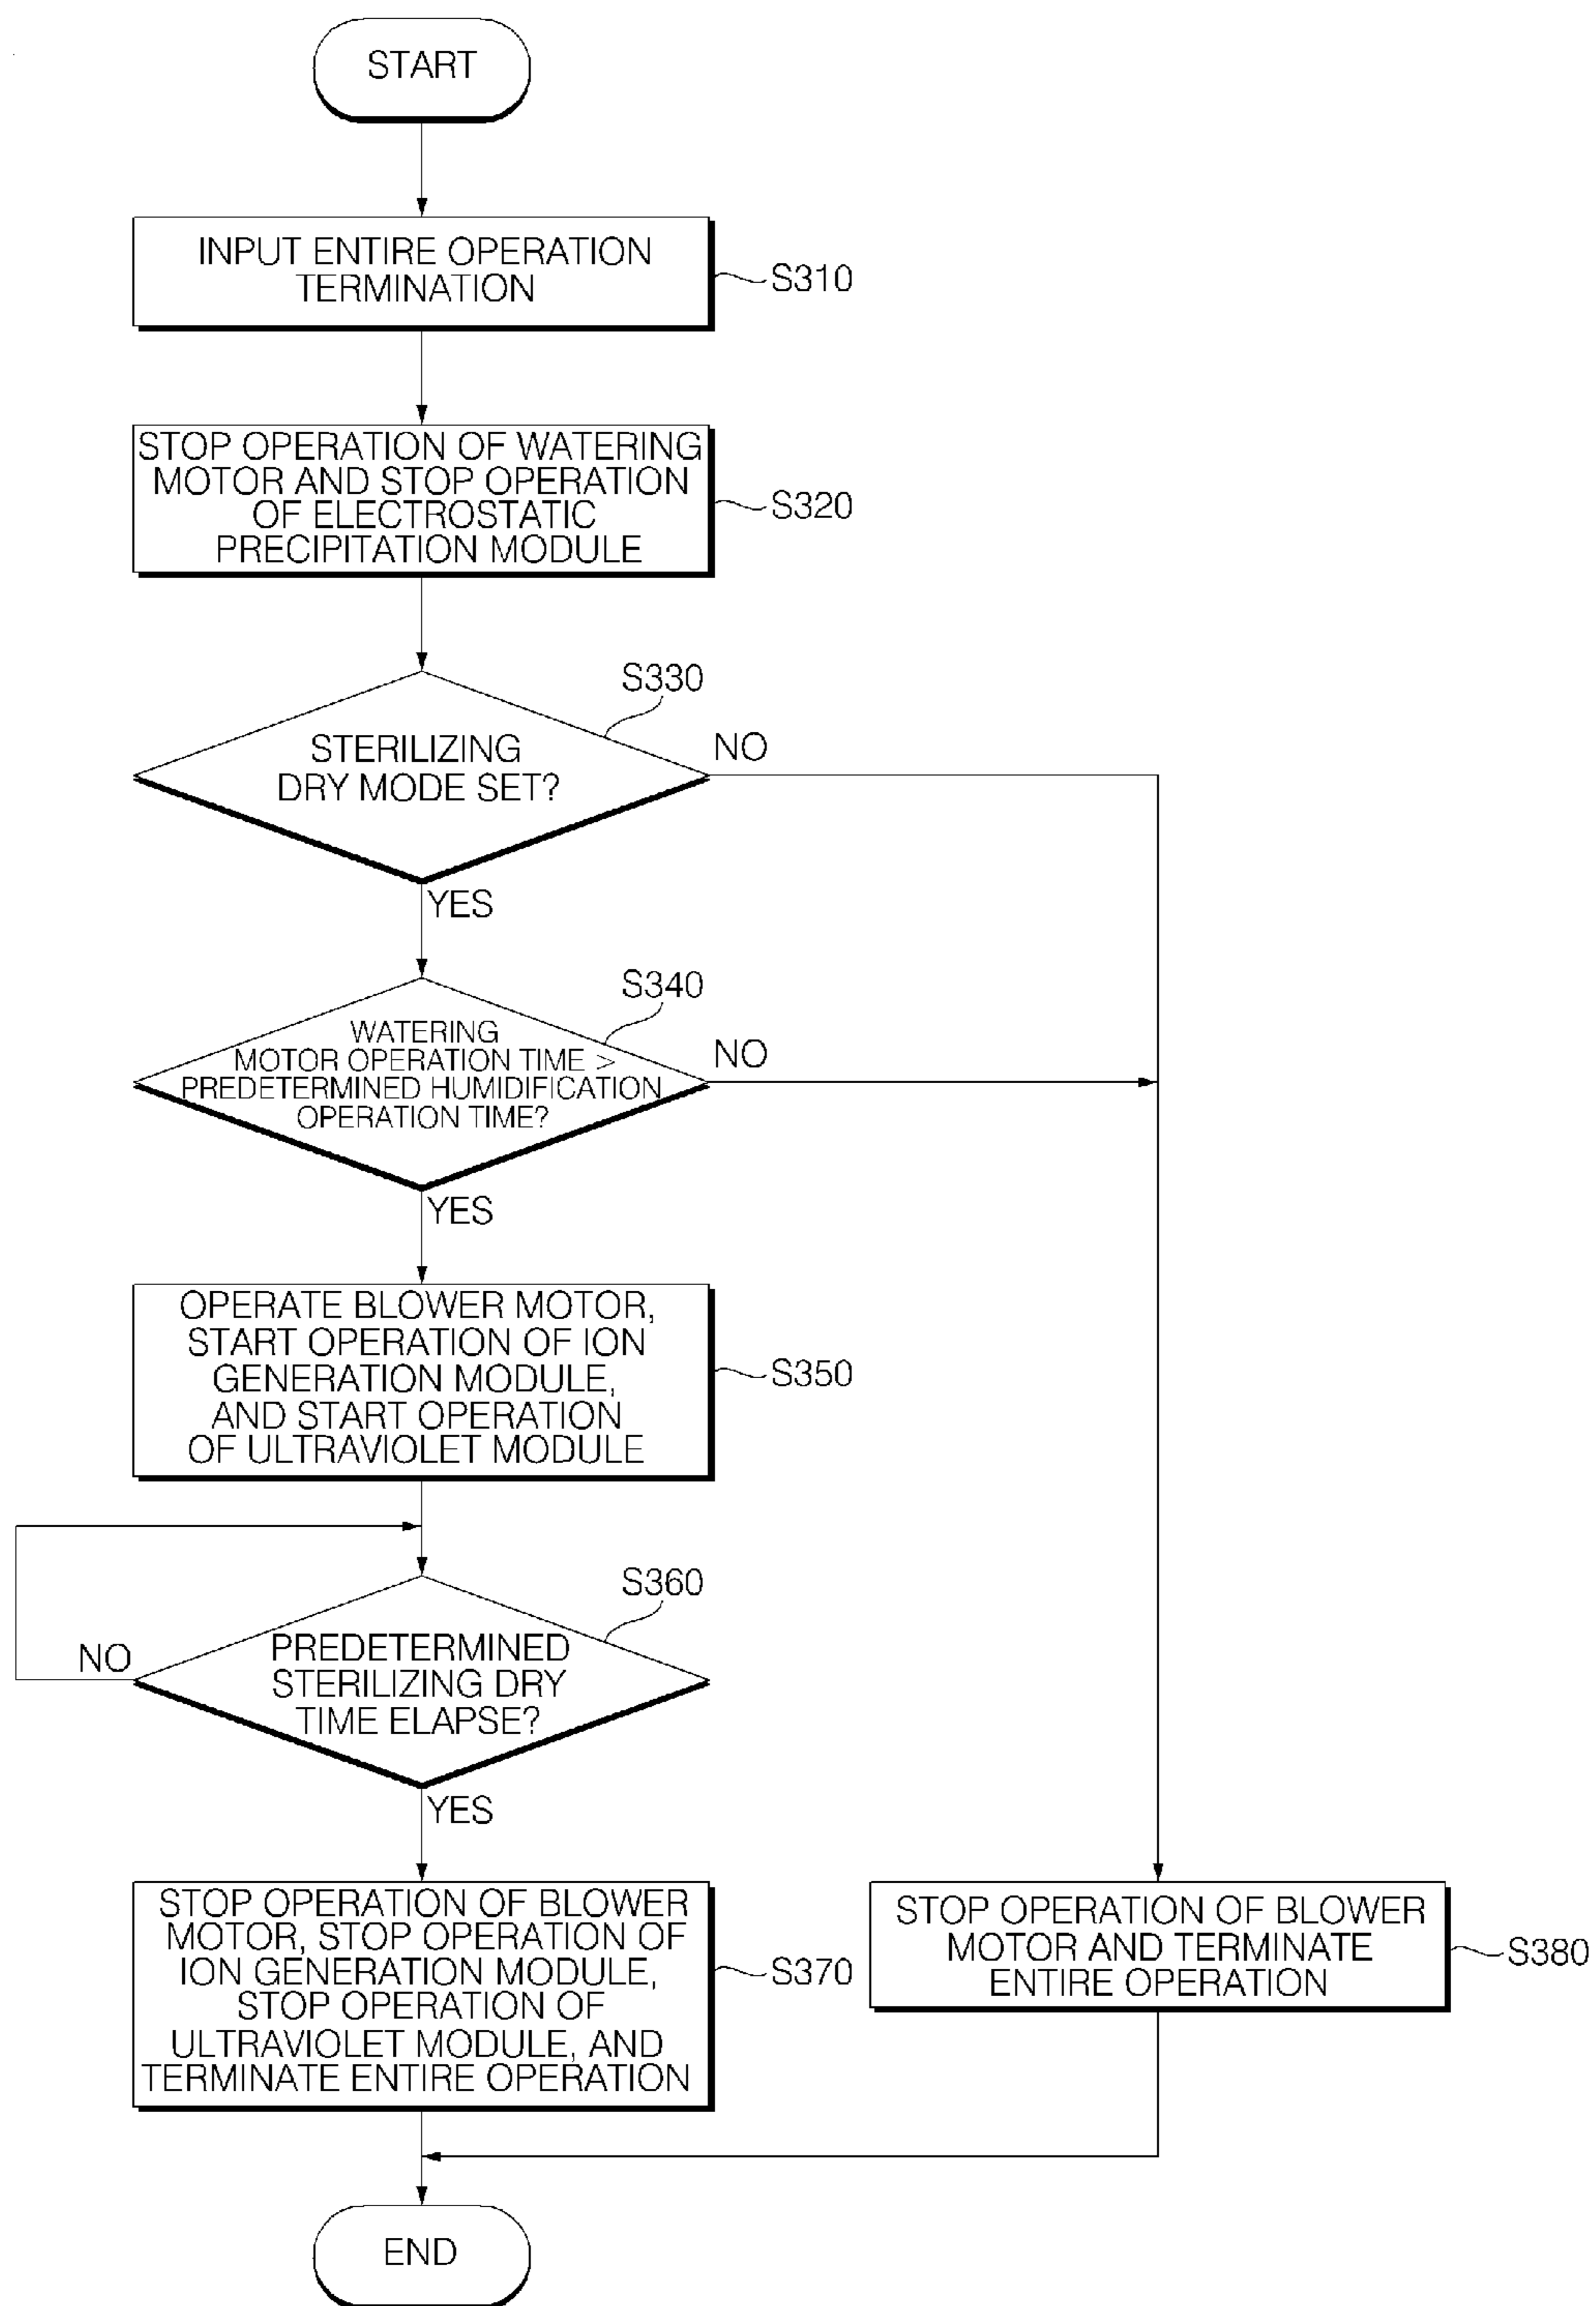 START
INPUT ENTIRE OPERATION
TERMINATION
S310
STOP OPERATION OF WATERING
MOTOR AND STOP OPERATION
OF ELECTROSTATIC
PRECIPITATION MODULE
S320
S330
STERILIZING
DRY MODE SET?
NO
YES
S340
WATERING
MOTOR OPERATION TIME >
PREDETERMINED HUMIDIFICATION
OPERATION TIME?
NO
YES
OPERATE BLOWER MOTOR,
START OPERATION OF ION
GENERATION MODULE,
AND START OPERATION
OF ULTRAVIOLET MODULE
S350
S360
NO
PREDETERMINED
STERILIZING DRY
TIME ELAPSE?
YES
STOP OPERATION OF BLOWER
MOTOR, STOP OPERATION OF
ION GENERATION MODULE,
STOP OPERATION OF
ULTRAVIOLET MODULE, AND
TERMINATE ENTIRE OPERATION
S370
STOP OPERATION OF BLOWER
MOTOR AND TERMINATE
ENTIRE OPERATION
S380
END